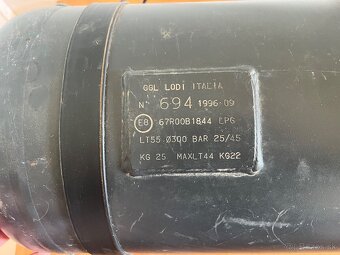 GGL LODI ITALIA
N° 694 1996-09
E8 67R00B1844 LPG
LT55 Ø300 BAR 25/45
KG 25 MAXLT44 KG22